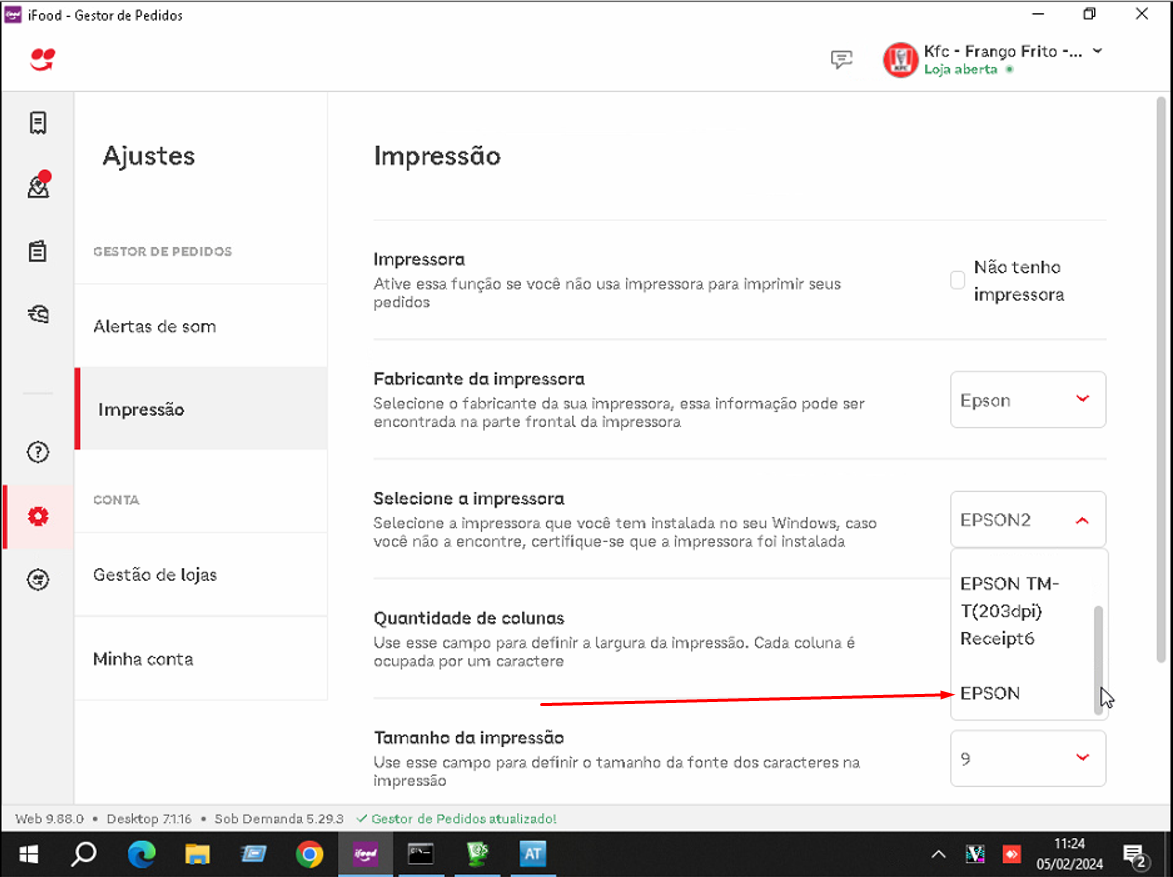 iFood - Gestor de Pedidos
Kfc - Frango Frito -...
Loja aberta
Ajustes
GESTOR DE PEDIDOS
Alertas de som
Impressão
CONTA
Gestão de lojas
Minha conta
Impressão
Impressora
Ative essa função se você não usa impressora para imprimir seus
pedidos
Não tenho
impressora
Fabricante da impressora
Selecione o fabricante da sua impressora, essa informação pode ser
encontrada na parte frontal da impressora
Epson
Selecione a impressora
Selecione a impressora que você tem instalada no seu Windows, caso
você não a encontre, certifique-se que a impressora foi instalada
EPSON2
EPSON TM-
T(203dpi)
Receipt6
EPSON
Quantidade de colunas
Use esse campo para definir a largura da impressão. Cada coluna é
ocupada por um caractere
Tamanho da impressão
Use esse campo para definir o tamanho da fonte dos caracteres na
impressão
9
Web 9.88.0 • Desktop 7.1.16 • Sob Demanda 5.29.3 ✓ Gestor de Pedidos atualizado!
ifood
AT
11:24
05/02/2024
2